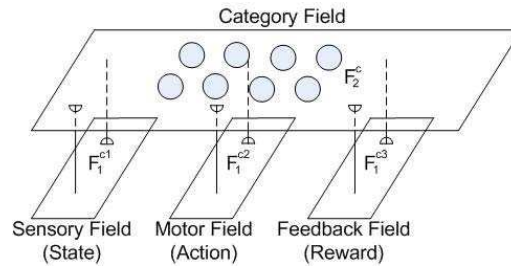 Category Field
F₂ᶜ
F₁ᶜ¹ F₁ᶜ² F₁ᶜ³
Sensory Field Motor Field Feedback Field
(State) (Action) (Reward)